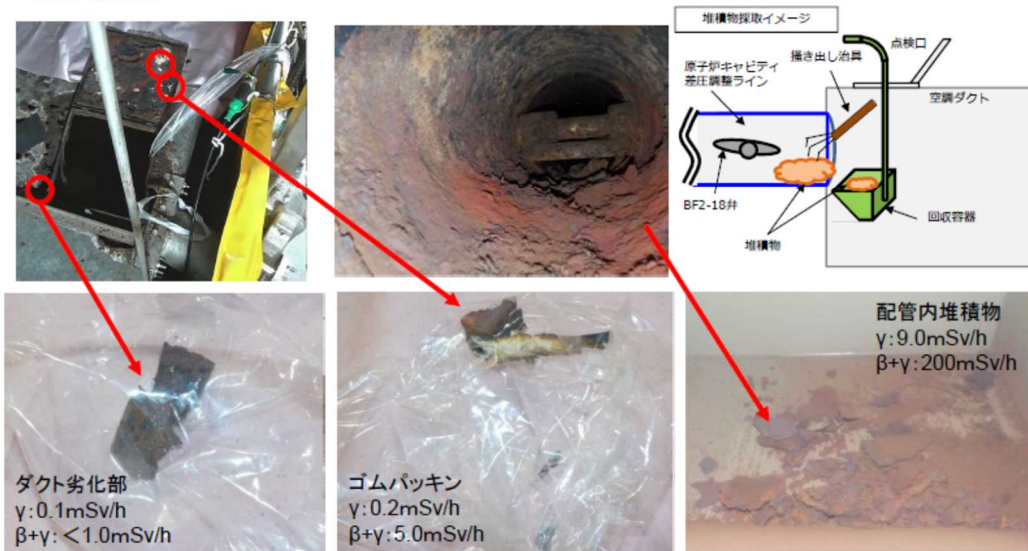 堆積物採取イメージ
点検口
掻き出し治具
原子炉キャビティ
差圧調整ライン
空調ダクト
BF2-18弁
回収容器
堆積物
ダクト劣化部
γ:0.1mSv/h
β+γ:<1.0mSv/h
ゴムパッキン
γ:0.2mSv/h
β+γ:5.0mSv/h
配管内堆積物
γ:9.0mSv/h
β+γ:200mSv/h